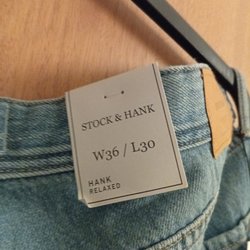 STOCK & HANK
W36 / L30
HANK
RELAXED